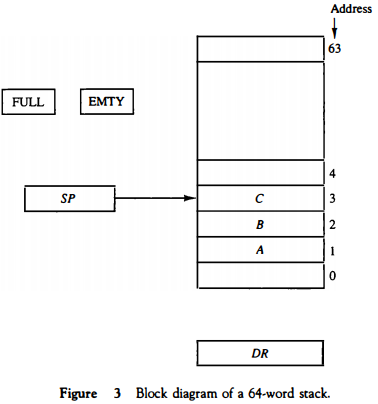 Address
63
FULL EMTY
4
SP C 3
B 2
A 1
0
DR
Figure 3 Block diagram of a 64-word stack.